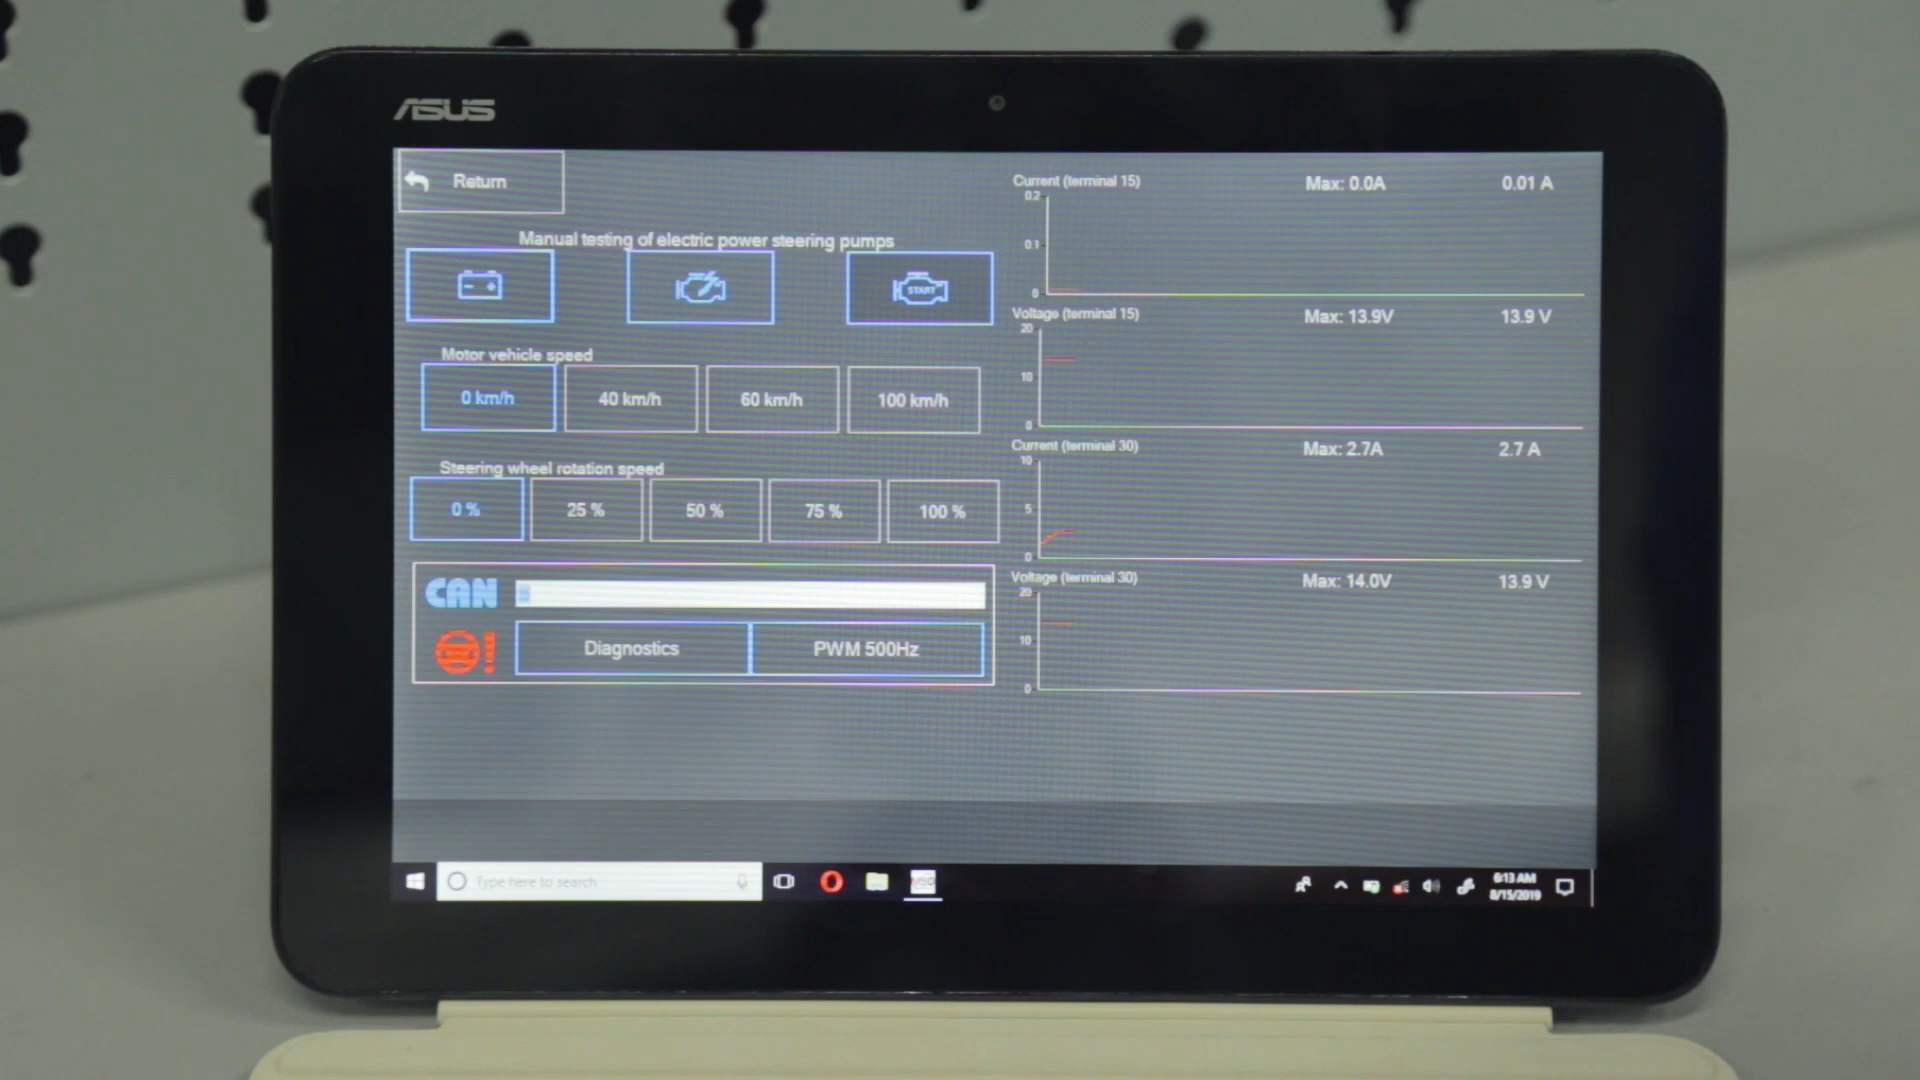 ASUS
Return
Manual testing of electric power steering pumps
START
Motor vehicle speed
0 km/h
40 km/h
60 km/h
100 km/h
Steering wheel rotation speed
0 %
25 %
50 %
75 %
100 %
CAN
Diagnostics
PWM 500Hz
Current (terminal 15)
Max: 0.0A
0.01 A
0.2
0.1
0
Voltage (terminal 15)
Max: 13.9V
13.9 V
20
10
0
Current (terminal 30)
Max: 2.7A
2.7 A
10
5
0
Voltage (terminal 30)
Max: 14.0V
13.9 V
20
10
0
Type here to search
6:13 AM
8/15/2019